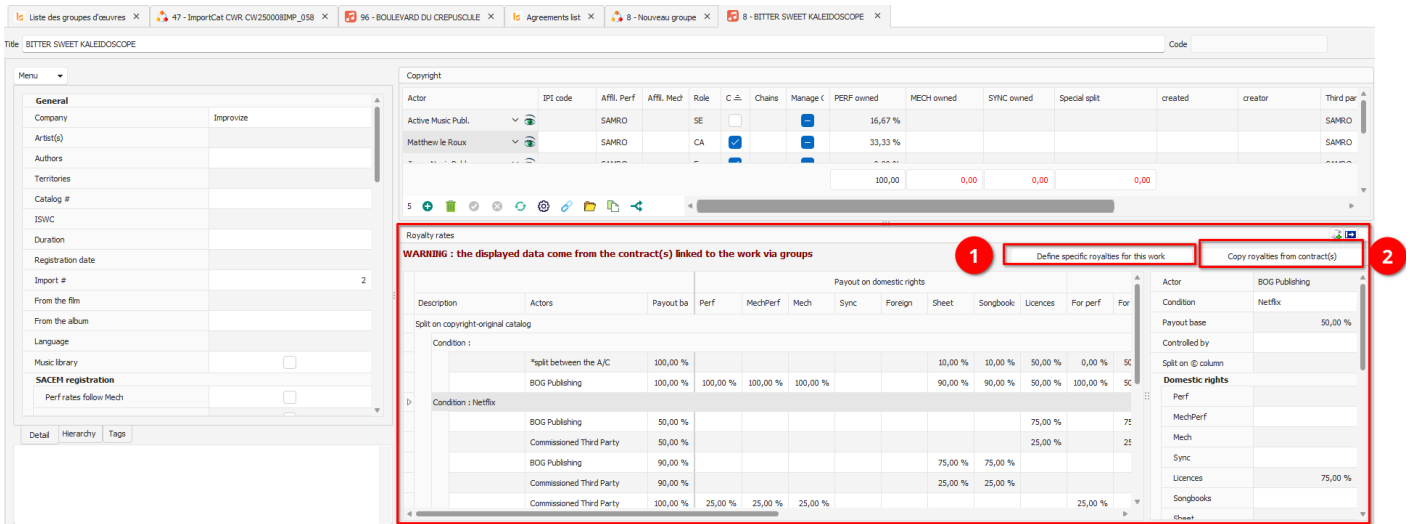 Liste des groupes d'œuvres × 47 - ImportCat CWR CW250008IMP_058 × 96 - BOULEVARD DU CREPUSCULE × Agreements list × 8 - Nouveau groupe × 8 - BITTER SWEET KALEIDOSCOPE ×
Title BITTER SWEET KALEIDOSCOPE Code
Menu
General
Company Improvize
Artist(s)
Authors
Territories
Catalog #
ISWC
Duration
Registration date
Import # 2
From the film
From the album
Language
Music library
SACEM registration
Perf rates follow Mech
Detail Hierarchy Tags
Copyright
Actor IPI code Affil. Perf Affil. Mech Role C Chains Manage C PERF owned MECH owned SYNC owned Special split created creator Third par
Active Music Publ. SAMRO SE 16,67 % SAMRO
Matthew le Roux SAMRO CA 33,33 % SAMRO
100,00 0,00 0,00 0,00
5
Royalty rates
WARNING : the displayed data come from the contract(s) linked to the work via groups
1 Define specific royalties for this work Copy royalties from contract(s) 2
Payout on domestic rights
Description Actors Payout ba Perf MechPerf Mech Sync Foreign Sheet Songbook: Licences For perf For
Split on copyright-original catalog
Condition :
*split between the A/C 100,00 % 10,00 % 10,00 % 50,00 % 0,00 % 50
BOG Publishing 100,00 % 100,00 % 100,00 % 100,00 % 90,00 % 90,00 % 50,00 % 100,00 % 50
Condition : Netflix
BOG Publishing 50,00 % 75,00 % 75
Commissioned Third Party 50,00 % 25,00 % 25
BOG Publishing 90,00 % 75,00 % 75,00 %
Commissioned Third Party 90,00 % 25,00 % 25,00 %
Commissioned Third Party 100,00 % 25,00 % 25,00 % 25,00 % 25,00 %
Actor BOG Publishing
Condition Netflix
Payout base 50,00 %
Controlled by
Split on © column
Domestic rights
Perf
MechPerf
Mech
Sync
Licences 75,00 %
Songbooks
Sheet